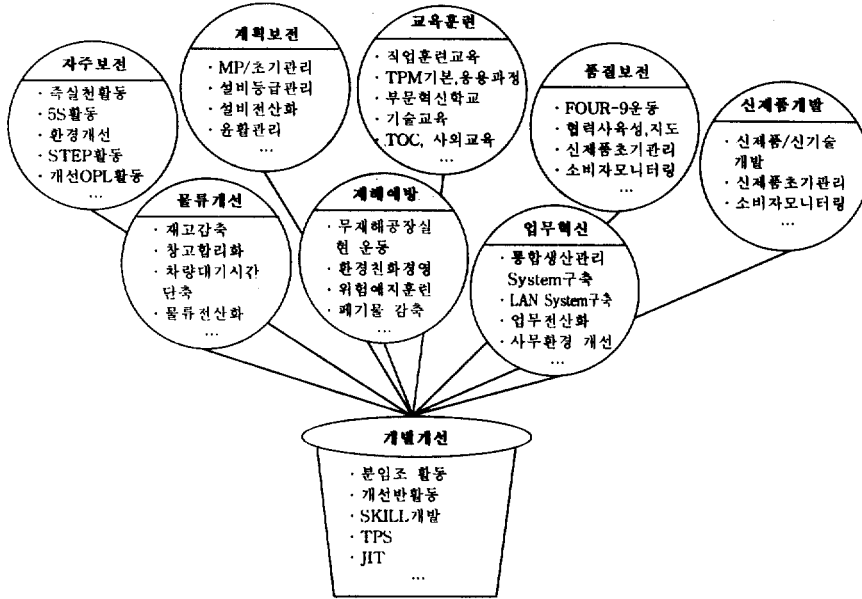 자주보전
· 즉실천활동
· 5S활동
· 환경개선
· STEP활동
· 개선OPL활동
...
계획보전
· MP/초기관리
· 설비등급관리
· 설비전산화
· 윤활관리
...
교육훈련
· 직업훈련교육
· TPM기본,응용과정
· 부문혁신학교
· 기술교육
· TOC, 사외교육
...
품질보전
· FOUR-9운동
· 협력사육성,지도
· 신제품초기관리
· 소비자모니터링
...
신제품개발
· 신제품/신기술
개발
· 신제품초기관리
· 소비자모니터링
...
물류개선
· 재고감축
· 창고합리화
· 차량대기시간
단축
· 물류전산화
...
재해예방
· 무재해공장실
현 운동
· 환경친화경영
· 위험예지훈련
· 폐기물 감축
...
업무혁신
· 통합생산관리
System구축
· LAN System구축
· 업무전산화
· 사무환경 개선
...
개별개선
· 분임조 활동
· 개선반활동
· SKILL개발
· TPS
· JIT
...